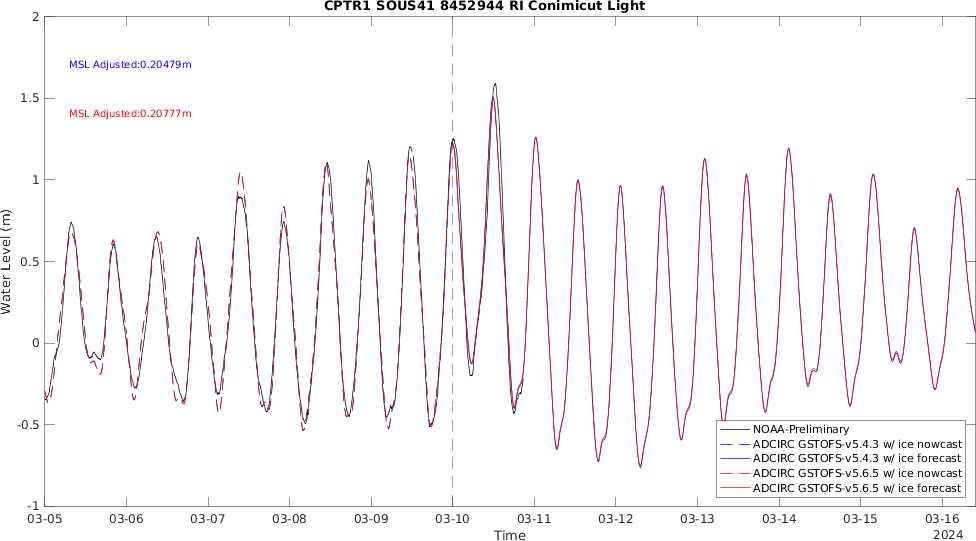 CPTR1 SOUS41 8452944 RI Conimicut Light
2
1.5
1
0.5
0
-0.5
-1
Water Level (m)
MSL Adjusted:0.20479m
MSL Adjusted:0.20777m
NOAA-Preliminary
ADCIRC GSTOFS-v5.4.3 w/ ice nowcast
ADCIRC GSTOFS-v5.4.3 w/ ice forecast
ADCIRC GSTOFS-v5.6.5 w/ ice nowcast
ADCIRC GSTOFS-v5.6.5 w/ ice forecast
03-05 03-06 03-07 03-08 03-09 03-10 03-11 03-12 03-13 03-14 03-15 03-16
Time
2024